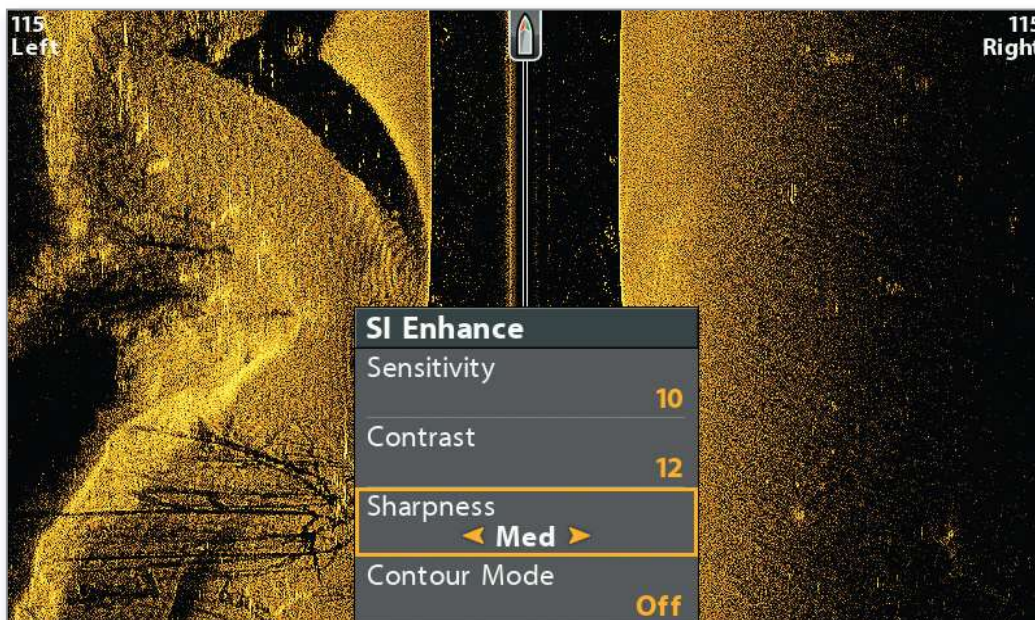 115
Left
115
Right
SI Enhance
Sensitivity
10
Contrast
12
Sharpness
Med
Contour Mode
Off